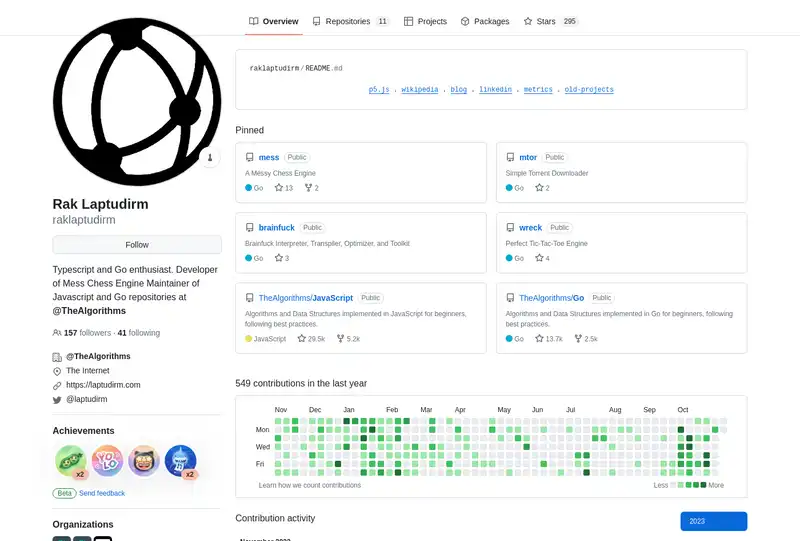 Overview Repositories 11 Projects Packages Stars 295
raklaptudirm / README.md
p5.js . wikipedia . blog . linkedin . metrics . old-projects
Pinned
mess Public
A Messy Chess Engine
Go 13 2
mtor Public
Simple Torrent Downloader
Go 2
brainfuck Public
Brainfuck Interpreter, Transpiler, Optimizer, and Toolkit
Go 3
wreck Public
Perfect Tic-Tac-Toe Engine
Go 4
TheAlgorithms/JavaScript Public
Algorithms and Data Structures implemented in JavaScript for beginners,
following best practices.
JavaScript 29.5k 5.2k
TheAlgorithms/Go Public
Algorithms and Data Structures implemented in Go for beginners,
following best practices.
Go 13.7k 2.5k
Rak Laptudirm
raklaptudirm
Follow
Typescript and Go enthusiast. Developer
of Mess Chess Engine Maintainer of
Javascript and Go repositories at
@TheAlgorithms
157 followers · 41 following
@TheAlgorithms
The Internet
https://laptudirm.com
@laptudirm
Achievements
YOLO
x2
x2
Beta Send feedback
Organizations
549 contributions in the last year
Nov Dec Jan Feb Mar Apr May Jun Jul Aug Sep Oct
Mon
Wed
Fri
Learn how we count contributions
Less More
Contribution activity
2023
November 2023